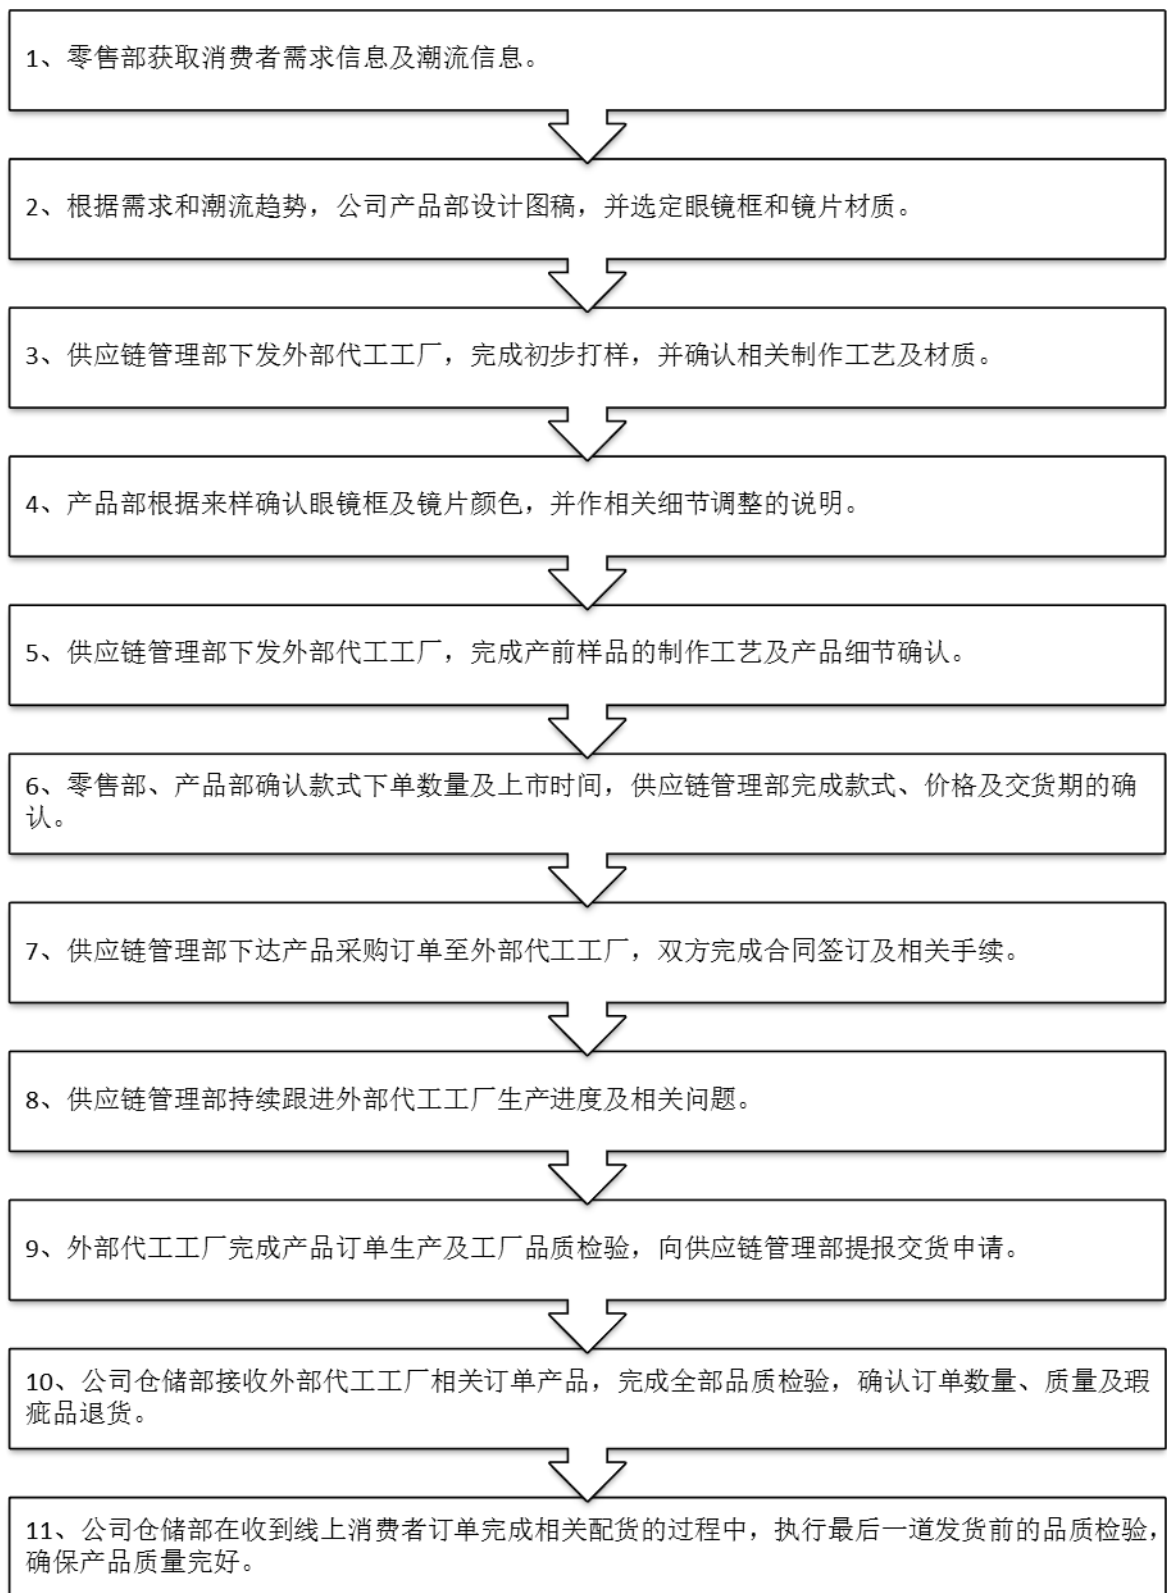 1、零售部获取消费者需求信息及潮流信息。
2、根据需求和潮流趋势，公司产品部设计图稿，并选定眼镜框和镜片材质。
3、供应链管理部下发外部代工工厂，完成初步打样，并确认相关制作工艺及材质。
4、产品部根据来样确认眼镜框及镜片颜色，并作相关细节调整的说明。
5、供应链管理部下发外部代工工厂，完成产前样品的制作工艺及产品细节确认。
6、零售部、产品部确认款式下单数量及上市时间，供应链管理部完成款式、价格及交货期的确
认。
7、供应链管理部下达产品采购订单至外部代工工厂，双方完成合同签订及相关手续。
8、供应链管理部持续跟进外部代工工厂生产进度及相关问题。
9、外部代工工厂完成产品订单生产及工厂品质检验，向供应链管理部提报交货申请。
10、公司仓储部接收外部代工工厂相关订单产品，完成全部品质检验，确认订单数量、质量及瑕
疵品退货。
11、公司仓储部在收到线上消费者订单完成相关配货的过程中，执行最后一道发货前的品质检验，
确保产品质量完好。